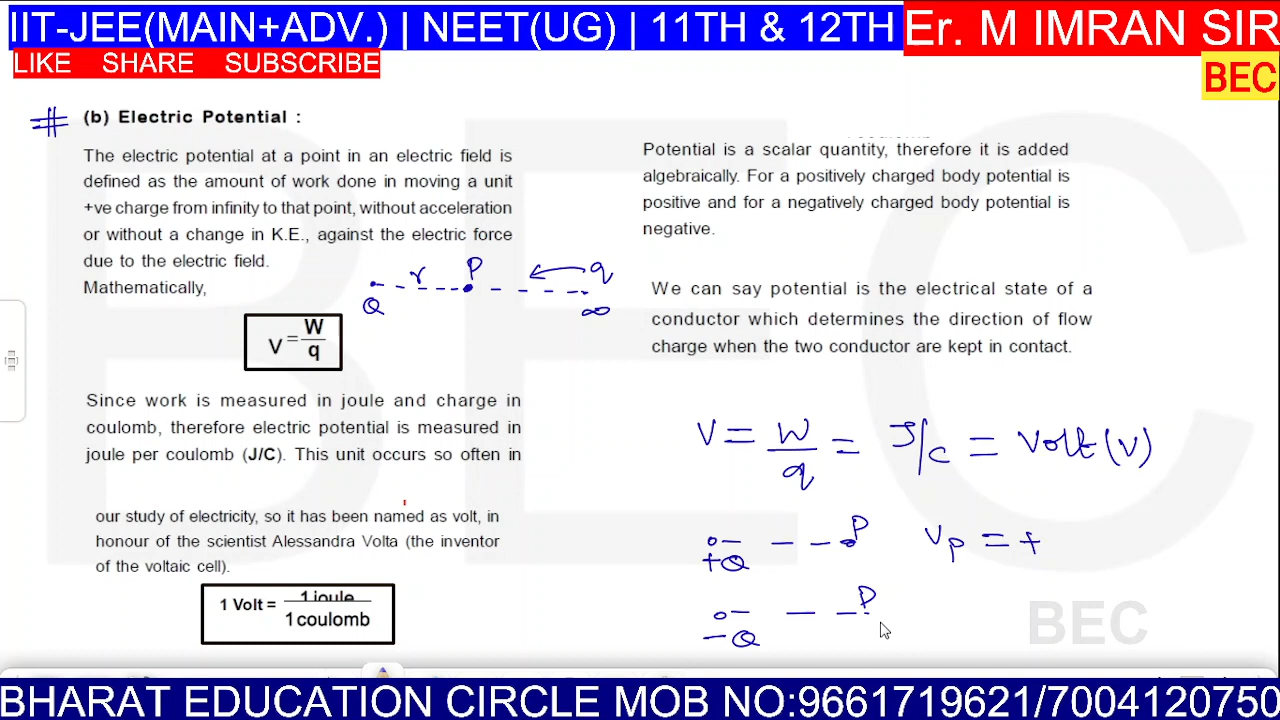 IIT-JEE(MAIN+ADV.) | NEET(UG) | 11TH & 12TH Er. M IMRAN SIR
LIKE SHARE SUBSCRIBE
BEC
# (b) Electric Potential :
The electric potential at a point in an electric field is
defined as the amount of work done in moving a unit
+ve charge from infinity to that point, without acceleration
or without a change in K.E., against the electric force
due to the electric field.
Mathematically,
Q r P q ∞
V = W/q
Since work is measured in joule and charge in
coulomb, therefore electric potential is measured in
joule per coulomb (J/C). This unit occurs so often in
our study of electricity, so it has been named as volt, in
honour of the scientist Alessandra Volta (the inventor
of the voltaic cell).
1 Volt = 1 joule / 1 coulomb
Potential is a scalar quantity, therefore it is added
algebraically. For a positively charged body potential is
positive and for a negatively charged body potential is
negative.
We can say potential is the electrical state of a
conductor which determines the direction of flow
charge when the two conductor are kept in contact.
V = W/q = J/C = Volt (V)
+Q P Vp = +
-Q P
BEC
BHARAT EDUCATION CIRCLE MOB NO:9661719621/7004120750